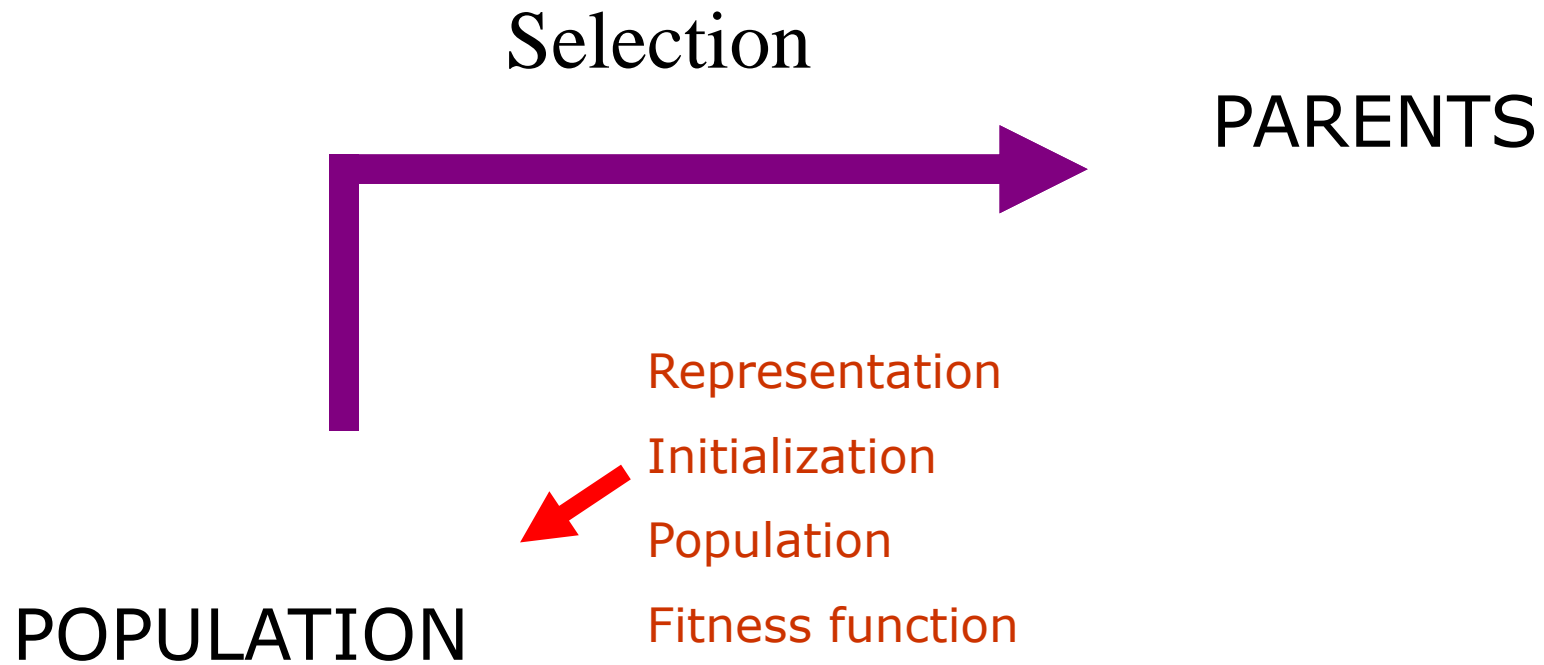 Selection
PARENTS
Representation
Initialization
Population
Fitness function
POPULATION